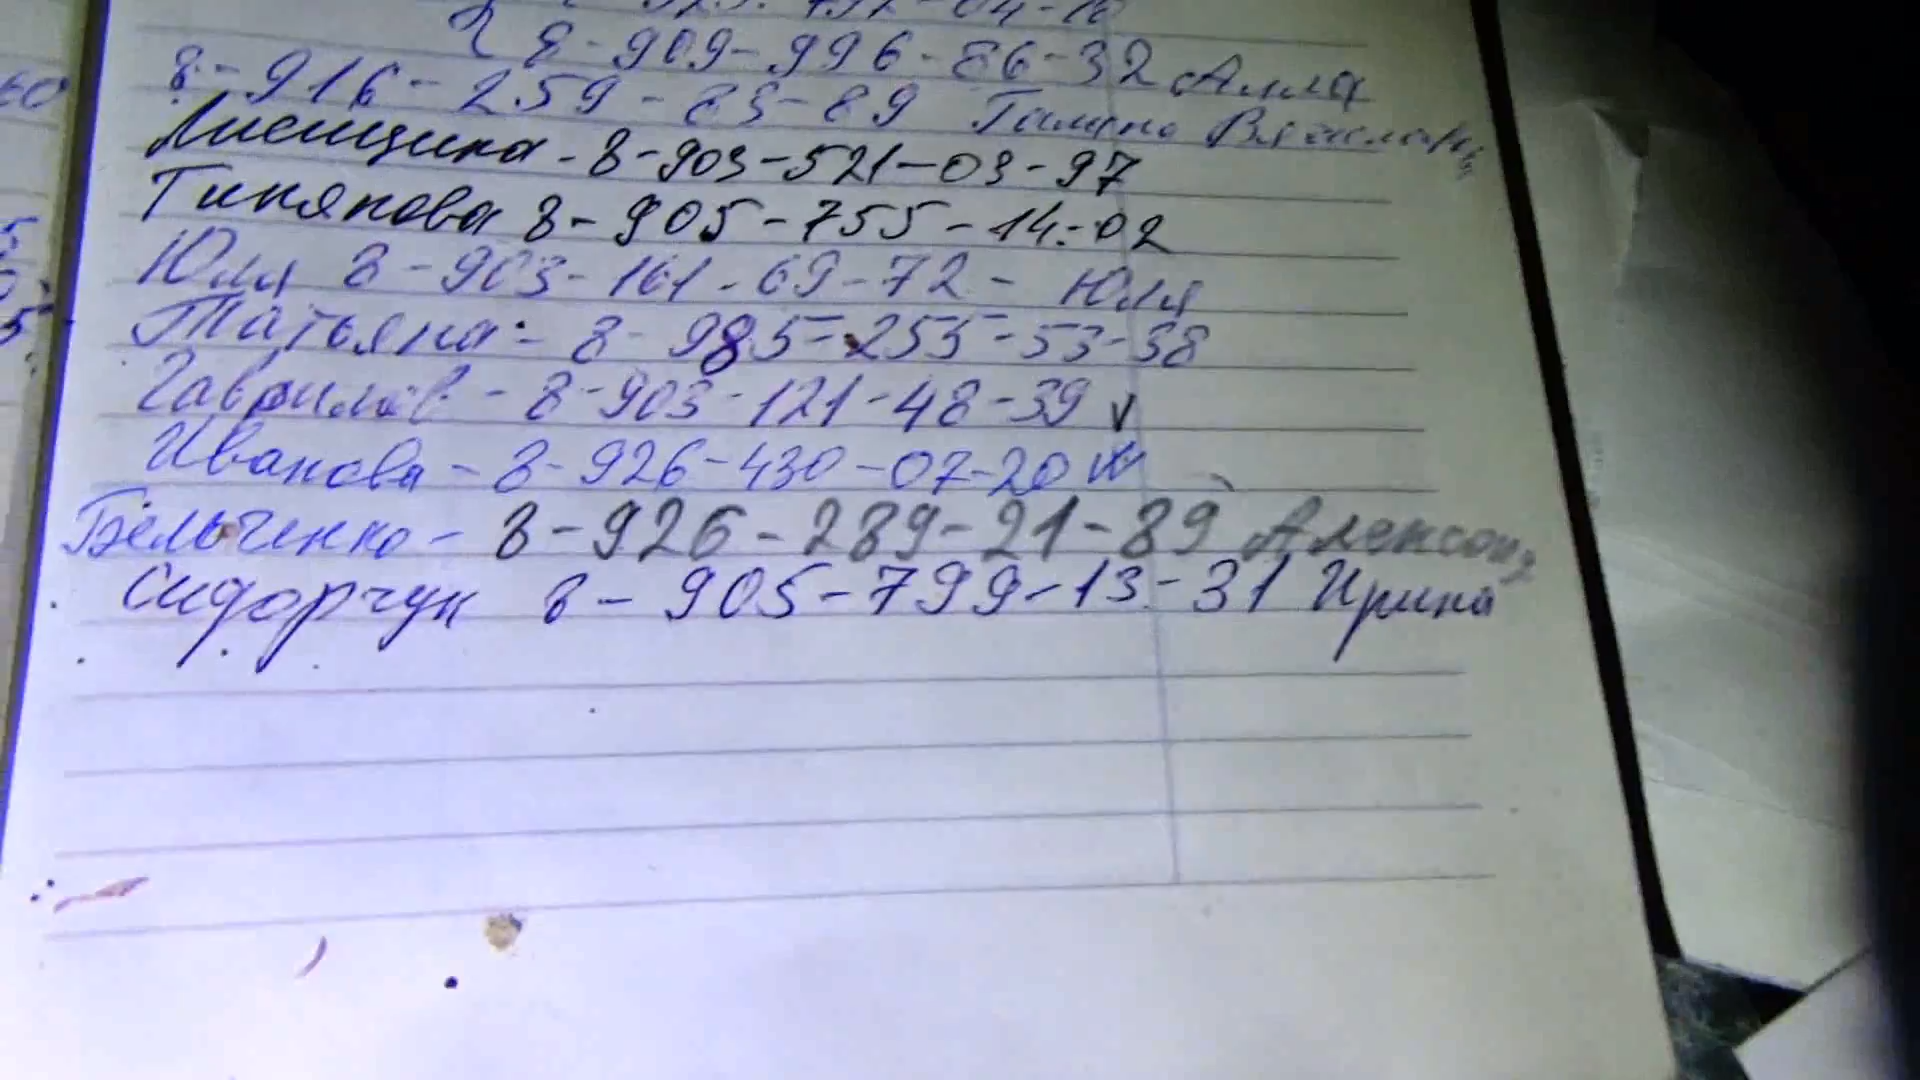 8-909-996-86-32 Алла
8-916-259-83-89
8-903-521-03-97
Тинякова 8-905-755-14-02
Юля 8-903-161-69-72 - Юля
Татьяна - 8-985-255-53-38
Гаврилов - 8-903-121-48-39 ✓
Иванова - 8-926-430-07-20
Бельченко - 8-926-289-21-89
Сидорчук 8-905-799-13-31 Ирина